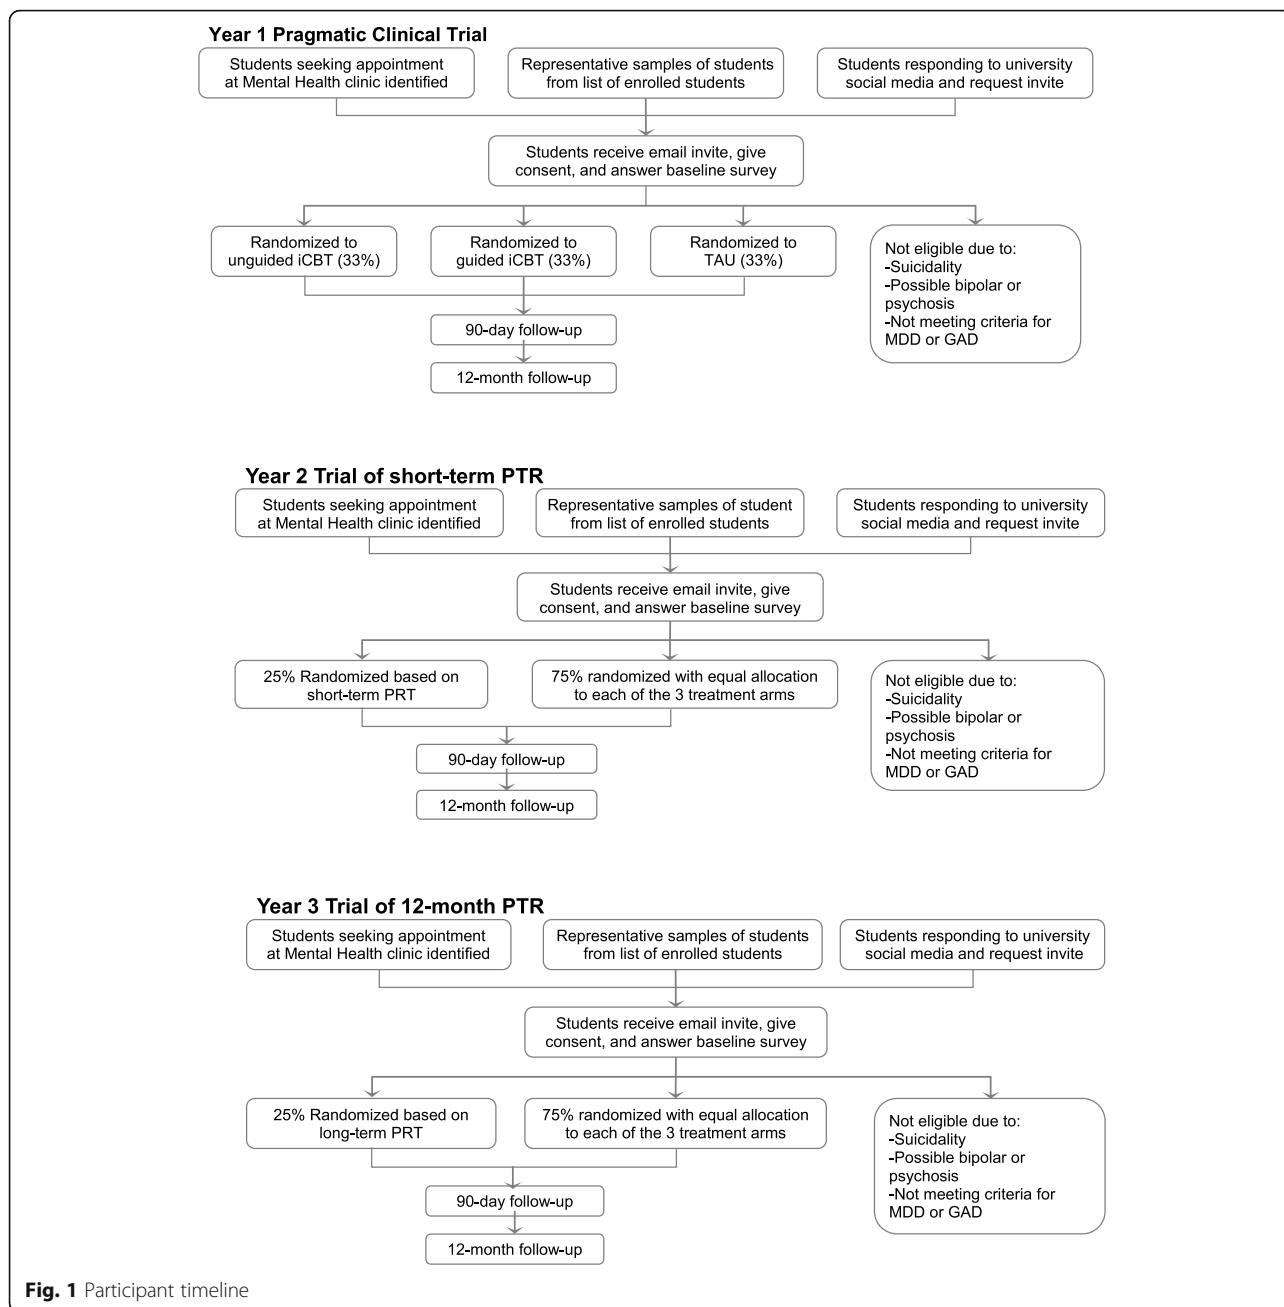 Year 1 Pragmatic Clinical Trial
Students seeking appointment
at Mental Health clinic identified
Representative samples of students
from list of enrolled students
Students responding to university
social media and request invite
Students receive email invite, give
consent, and answer baseline survey
Randomized to
unguided iCBT (33%)
Randomized to
guided iCBT (33%)
Randomized to
TAU (33%)
Not eligible due to:
-Suicidality
-Possible bipolar or
psychosis
-Not meeting criteria for
MDD or GAD
90-day follow-up
12-month follow-up
Year 2 Trial of short-term PTR
Students seeking appointment
at Mental Health clinic identified
Representative samples of student
from list of enrolled students
Students responding to university
social media and request invite
Students receive email invite, give
consent, and answer baseline survey
25% Randomized based on
short-term PRT
75% randomized with equal allocation
to each of the 3 treatment arms
Not eligible due to:
-Suicidality
-Possible bipolar or
psychosis
-Not meeting criteria for
MDD or GAD
90-day follow-up
12-month follow-up
Year 3 Trial of 12-month PTR
Students seeking appointment
at Mental Health clinic identified
Representative samples of students
from list of enrolled students
Students responding to university
social media and request invite
Students receive email invite, give
consent, and answer baseline survey
25% Randomized based on
long-term PRT
75% randomized with equal allocation
to each of the 3 treatment arms
Not eligible due to:
-Suicidality
-Possible bipolar or
psychosis
-Not meeting criteria for
MDD or GAD
90-day follow-up
12-month follow-up
Fig. 1 Participant timeline